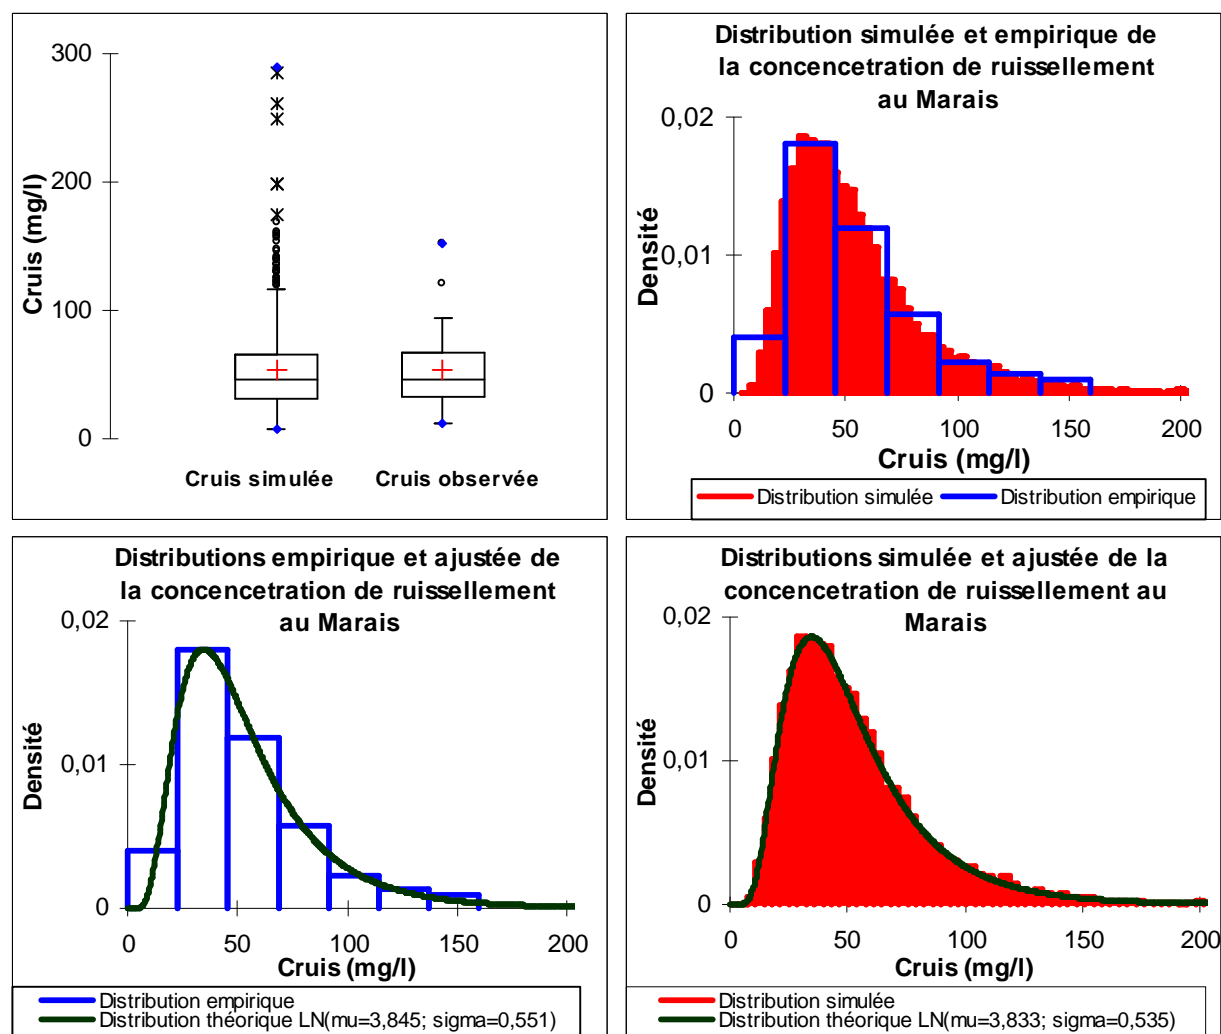 300
200
100
0
Cruis (mg/l)
Cruis simulée
Cruis observée
Distribution simulée et empirique de
la concencetration de ruissellement
au Marais
0,02
0,01
0
Densité
0
50
100
150
200
Cruis (mg/l)
Distribution simulée
Distribution empirique
Distributions empirique et ajustée de
la concencetration de ruissellement
au Marais
0,02
0,01
0
Densité
0
50
100
150
200
Cruis (mg/l)
Distribution empirique
Distribution théorique LN(mu=3,845; sigma=0,551)
Distributions simulée et ajustée de la
concencetration de ruissellement au
Marais
0,02
0,01
0
Densité
0
50
100
150
200
Cruis (mg/l)
Distribution simulée
Distribution théorique LN(mu=3,833; sigma=0,535)